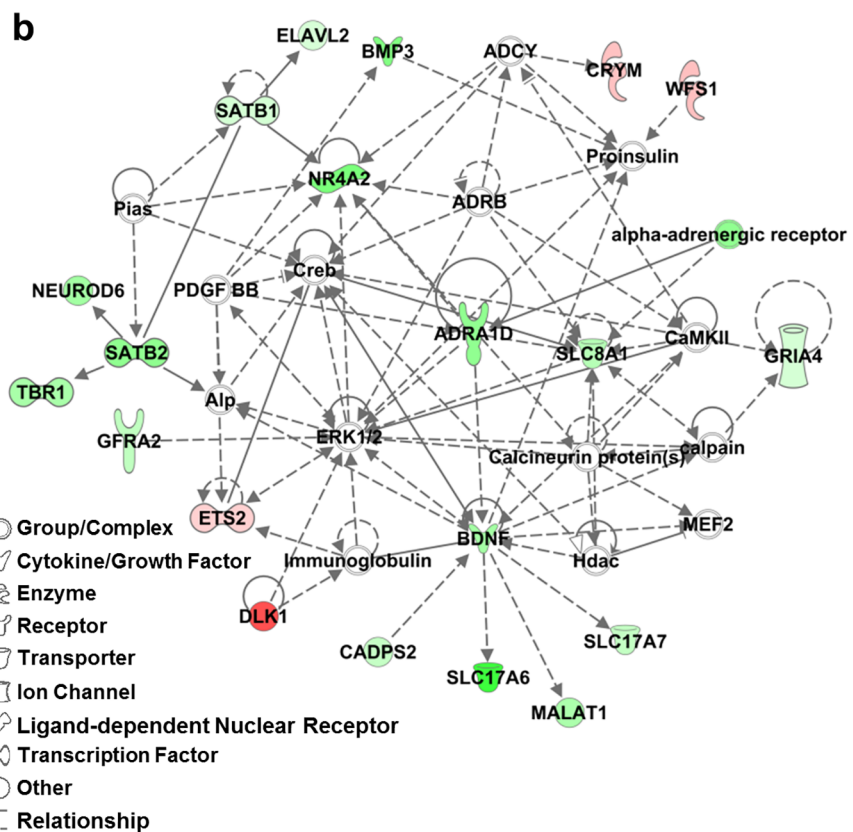 b
ELAVL2
BMP3
ADCY
CRYM
WFS1
SATB1
Proinsulin
NR4A2
Pias
ADRB
alpha-adrenergic receptor
Creb
NEUROD6
PDGF BB
ADRA1D
CaMKII
SATB2
SLC8A1
GRIA4
TBR1
Alp
GFRA2
ERK1/2
Calcineurin protein(s)
calpain
ETS2
MEF2
Group/Complex
BDNF
Cytokine/Growth Factor
Immunoglobulin
Hdac
Enzyme
DLK1
Receptor
SLC17A7
CADPS2
Transporter
SLC17A6
Ion Channel
MALAT1
Ligand-dependent Nuclear Receptor
Transcription Factor
Other
Relationship